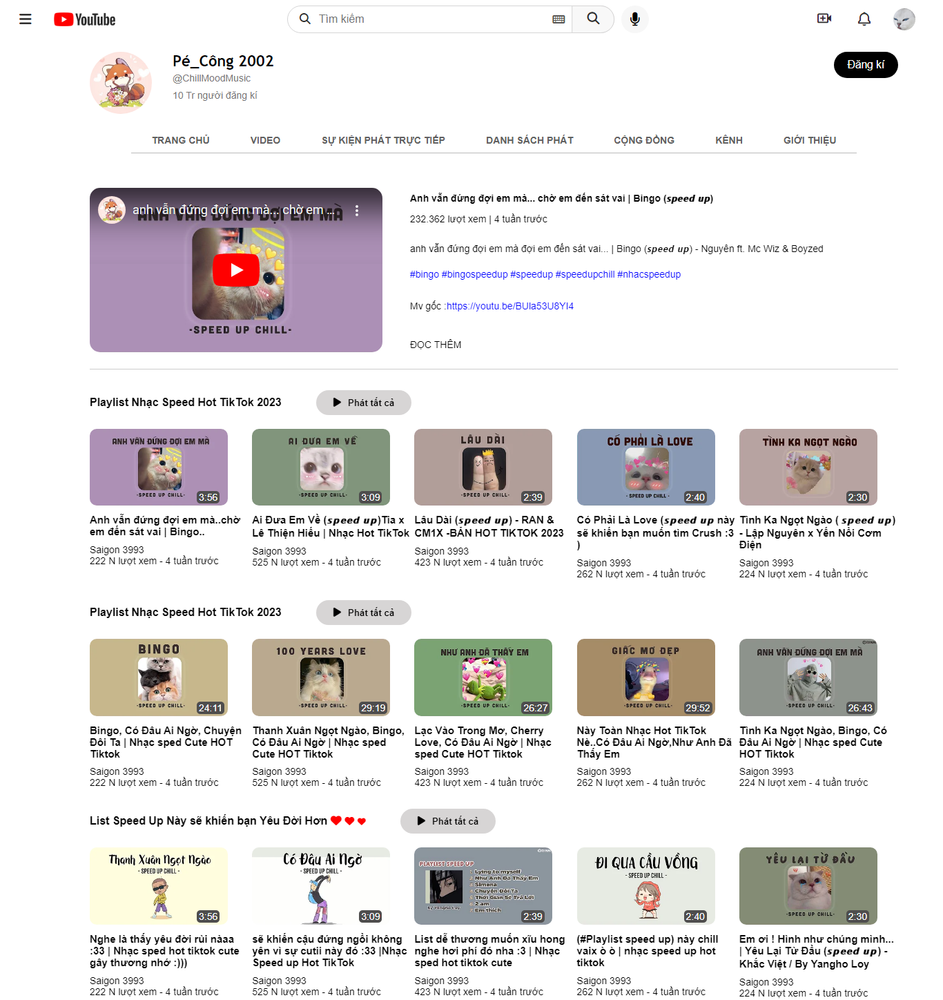 YouTube
Tìm kiếm
Pé_Công 2002
@ChillMoodMusic
10 Tr người đăng kí
Đăng kí
TRANG CHỦ VIDEO SỰ KIỆN PHÁT TRỰC TIẾP DANH SÁCH PHÁT CỘNG ĐỒNG KÊNH GIỚI THIỆU
anh vẫn đứng đợi em mà... chờ em ...
ANH VẪN ĐỨNG ĐỢI EM MÀ
-SPEED UP CHILL-
Anh vẫn đứng đợi em mà... chờ em đến sát vai | Bingo (𝙨𝙥𝙚𝙚𝙙 𝙪𝙥)
232.362 lượt xem | 4 tuần trước
anh vẫn đứng đợi em mà đợi em đến sát vai... | Bingo (𝙨𝙥𝙚𝙚𝙙 𝙪𝙥) - Nguyên ft. Mc Wiz & Boyzed
#bingo #bingospeedup #speedup #speedupchill #nhacspeedup
Mv gốc :https://youtu.be/BUIa53U8YI4
ĐỌC THÊM
Playlist Nhạc Speed Hot TikTok 2023
Phát tất cả
ANH VẪN ĐỨNG ĐỢI EM MÀ
-SPEED UP CHILL-
3:56
Anh vẫn đứng đợi em mà..chờ
em đến sát vai | Bingo..
Saigon 3993
222 N lượt xem - 4 tuần trước
AI ĐƯA EM VỀ
-SPEED UP CHILL-
3:09
Ai Đưa Em Về (𝙨𝙥𝙚𝙚𝙙 𝙪𝙥)Tia x
Lê Thiện Hiếu | Nhạc Hot TikTok
Saigon 3993
525 N lượt xem - 4 tuần trước
LÂU DÀI
-SPEED UP CHILL-
2:39
Lâu Dài (𝙨𝙥𝙚𝙚𝙙 𝙪𝙥) - RAN &
CM1X -BẢN HOT TIKTOK 2023
Saigon 3993
423 N lượt xem - 4 tuần trước
CÓ PHẢI LÀ LOVE
- SPEED UP CHILL -
2:40
Có Phải Là Love (𝙨𝙥𝙚𝙚𝙙 𝙪𝙥 này
sẽ khiến bạn muốn tìm Crush :3
)
Saigon 3993
262 N lượt xem - 4 tuần trước
TÌNH KA NGỌT NGÀO
-SPEED UP CHILL-
2:30
Tình Ka Ngọt Ngào ( 𝙨𝙥𝙚𝙚𝙙 𝙪𝙥)
- Lập Nguyên x Yến Nồi Cơm
Điện
Saigon 3993
224 N lượt xem - 4 tuần trước
Playlist Nhạc Speed Hot TikTok 2023
Phát tất cả
BINGO
-SPEED UP CHILL-
24:11
Bingo, Có Đâu Ai Ngờ, Chuyện
Đôi Ta | Nhạc sped Cute HOT
Tiktok
Saigon 3993
222 N lượt xem - 4 tuần trước
100 YEARS LOVE
-SPEED UP CHILL-
29:19
Thanh Xuân Ngọt Ngào, Bingo,
Có Đâu Ai Ngờ | Nhạc sped
Cute HOT Tiktok
Saigon 3993
525 N lượt xem - 4 tuần trước
NHƯ ANH ĐÃ THẤY EM
-SPEED UP CHILL-
26:27
Lạc Vào Trong Mơ, Cherry
Love, Có Đâu Ai Ngờ | Nhạc
sped Cute HOT Tiktok
Saigon 3993
423 N lượt xem - 4 tuần trước
GIẤC MƠ ĐẸP
-SPEED UP CHILL-
29:52
Này Toàn Nhạc Hot TikTok
Nè..Có Đâu Ai Ngờ,Như Anh Đã
Thấy Em
Saigon 3993
262 N lượt xem - 4 tuần trước
©RINN
ANH VẪN ĐỨNG ĐỢI EM MÀ
-SPEED UP CHILL-
26:43
Tình Ka Ngọt Ngào, Bingo, Có
Đâu Ai Ngờ | Nhạc sped Cute
HOT Tiktok
Saigon 3993
224 N lượt xem - 4 tuần trước
List Speed Up Này sẽ khiến bạn Yêu Đời Hơn
Phát tất cả
Thanh Xuân Ngọt Ngào
- SPEED UP CHILL -
3:56
Nghe là thấy yêu đời rùi nàaa
:33 | Nhạc sped hot tiktok cute
gây thương nhớ :)))
Saigon 3993
222 N lượt xem - 4 tuần trước
Có Đâu Ai Ngờ
- SPEED UP CHILL -
3:09
sẽ khiến cậu đứng ngồi không
yên vì sự cutii này đó :33 |Nhạc
Speed up Hot TikTok
Saigon 3993
525 N lượt xem - 4 tuần trước
©RINN
PLAYLIST SPEED UP
1. Lying to myself
2. Như Anh Đã Thấy Em
3. Simena
4. Chuyện Đôi Ta
5. Thời Gian Sẽ Trả Lời
6. 2 am
7. Em thích
by Yangho Loy
2:39
List dễ thương muốn xĩu hong
nghe hơi phí đó nha :3 | Nhạc
sped hot tiktok cute
Saigon 3993
423 N lượt xem - 4 tuần trước
ĐI QUA CẦU VỒNG
- SPEED UP CHILL -
2:40
(#Playlist speed up) này chill
vaix ò ò | nhạc speed up hot
tiktok
Saigon 3993
262 N lượt xem - 4 tuần trước
YÊU LẠI TỪ ĐẦU
-SPEED UP CHILL-
2:30
Em ơi ! Hình như chúng mình...
| Yêu Lại Từ Đầu (𝙨𝙥𝙚𝙚𝙙 𝙪𝙥) -
Khắc Việt / By Yangho Loy
Saigon 3993
224 N lượt xem - 4 tuần trước